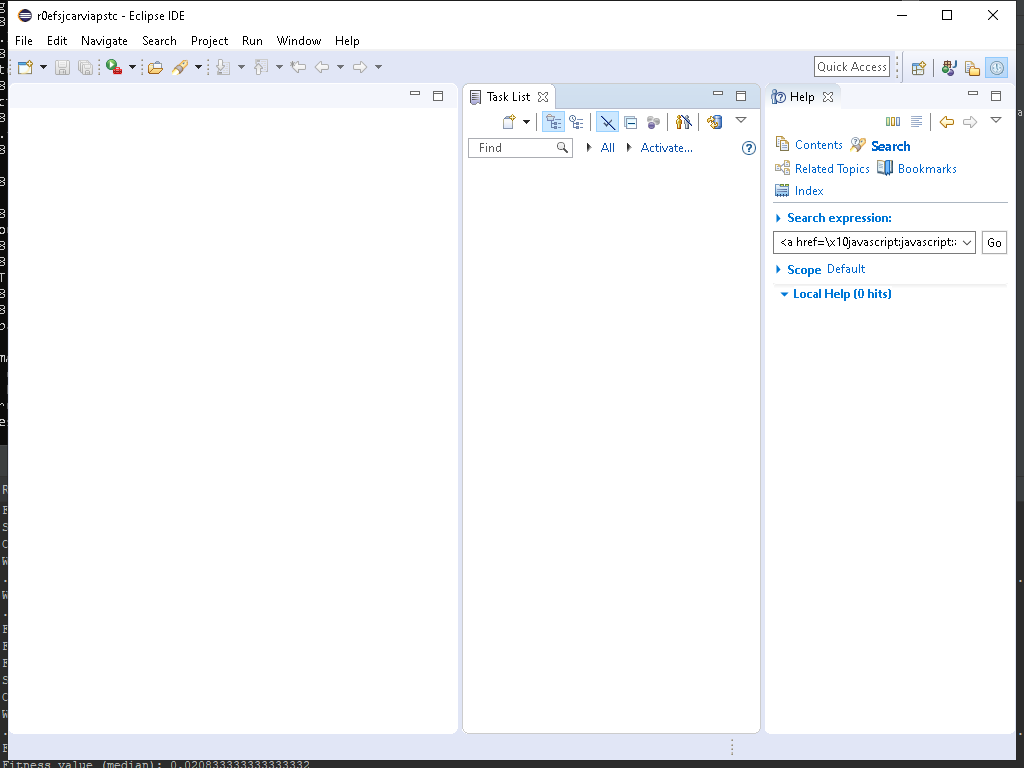 r0efsjcarviapstc - Eclipse IDE
File Edit Navigate Search Project Run Window Help
Quick Access
Task List
Help
Find
All
Activate...
Contents
Search
Related Topics
Bookmarks
Index
Search expression:
<a href=\x10javascript:javascript:
Go
Scope Default
Local Help (0 hits)
Fitness value (median): 0.020833333333333332